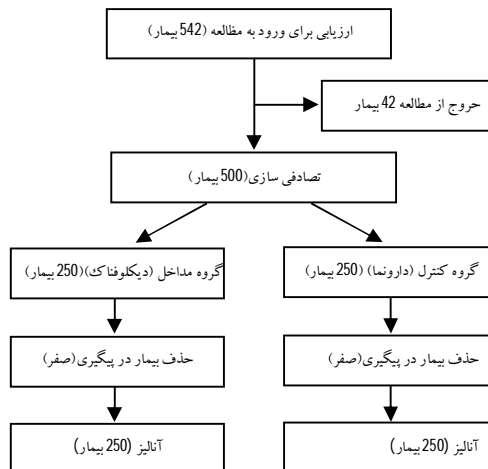 ارزیابی برای ورود به مظالعه (542 بیمار)
حروج از مطالعه 42 بیمار
تصادفی سازی(500 بیمار)
گروه کنترل (دارونما) (250 بیمار)
گروه مداخل (دیکلوفناک)(250 بیمار)
حذف بیمار در پیگیری(صفر)
حذف بیمار در پیگیری(صفر)
آنالیز (250 بیمار)
آنالیز (250 بیمار)